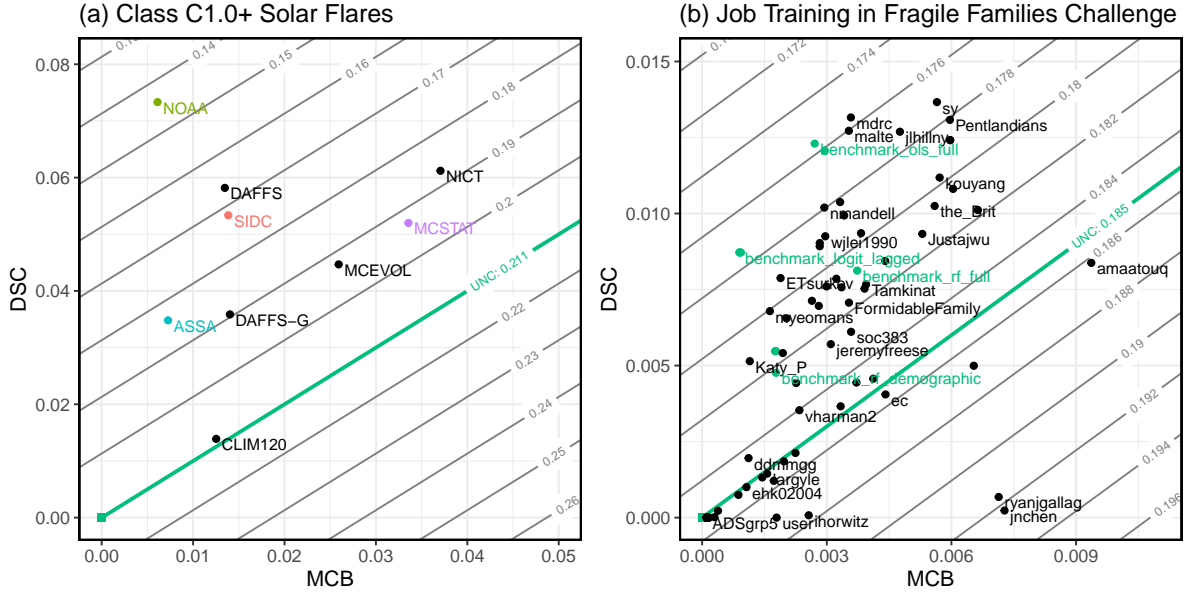 (a) Class C1.0+ Solar Flares
0.14
0.15
0.16
0.17
0.18
0.19
0.2
UNC: 0.211
0.22
0.23
0.24
0.25
0.26
NOAA
DAFFS
SIDC
NICT
MCSTAT
MCEVOL
ASSA
DAFFS−G
CLIM120
0.08
0.06
0.04
0.02
0.00
DSC
0.00
0.01
0.02
0.03
0.04
0.05
MCB
(b) Job Training in Fragile Families Challenge
0.172
0.174
0.176
0.178
0.18
0.182
0.184
UNC: 0.185
0.186
0.188
0.19
0.192
0.194
0.196
sy
mdrc
Pentlandians
malte
jlhillny
benchmark_ols_full
kouyang
nmandell
the_Brit
wjlei1990
Justajwu
benchmark_logit_lagged
amaatouq
benchmark_rf_full
ETsurkov
Tamkinat
myeomans
FormidableFamily
soc383
jeremyfreese
Katy_P
benchmark_rf_demographic
ec
vharman2
ddmmgg
largyle
ehk02004
ryanjgallag
jnchen
ADSgrp5
user
ihorwitz
0.015
0.010
0.005
0.000
DSC
0.000
0.003
0.006
0.009
MCB